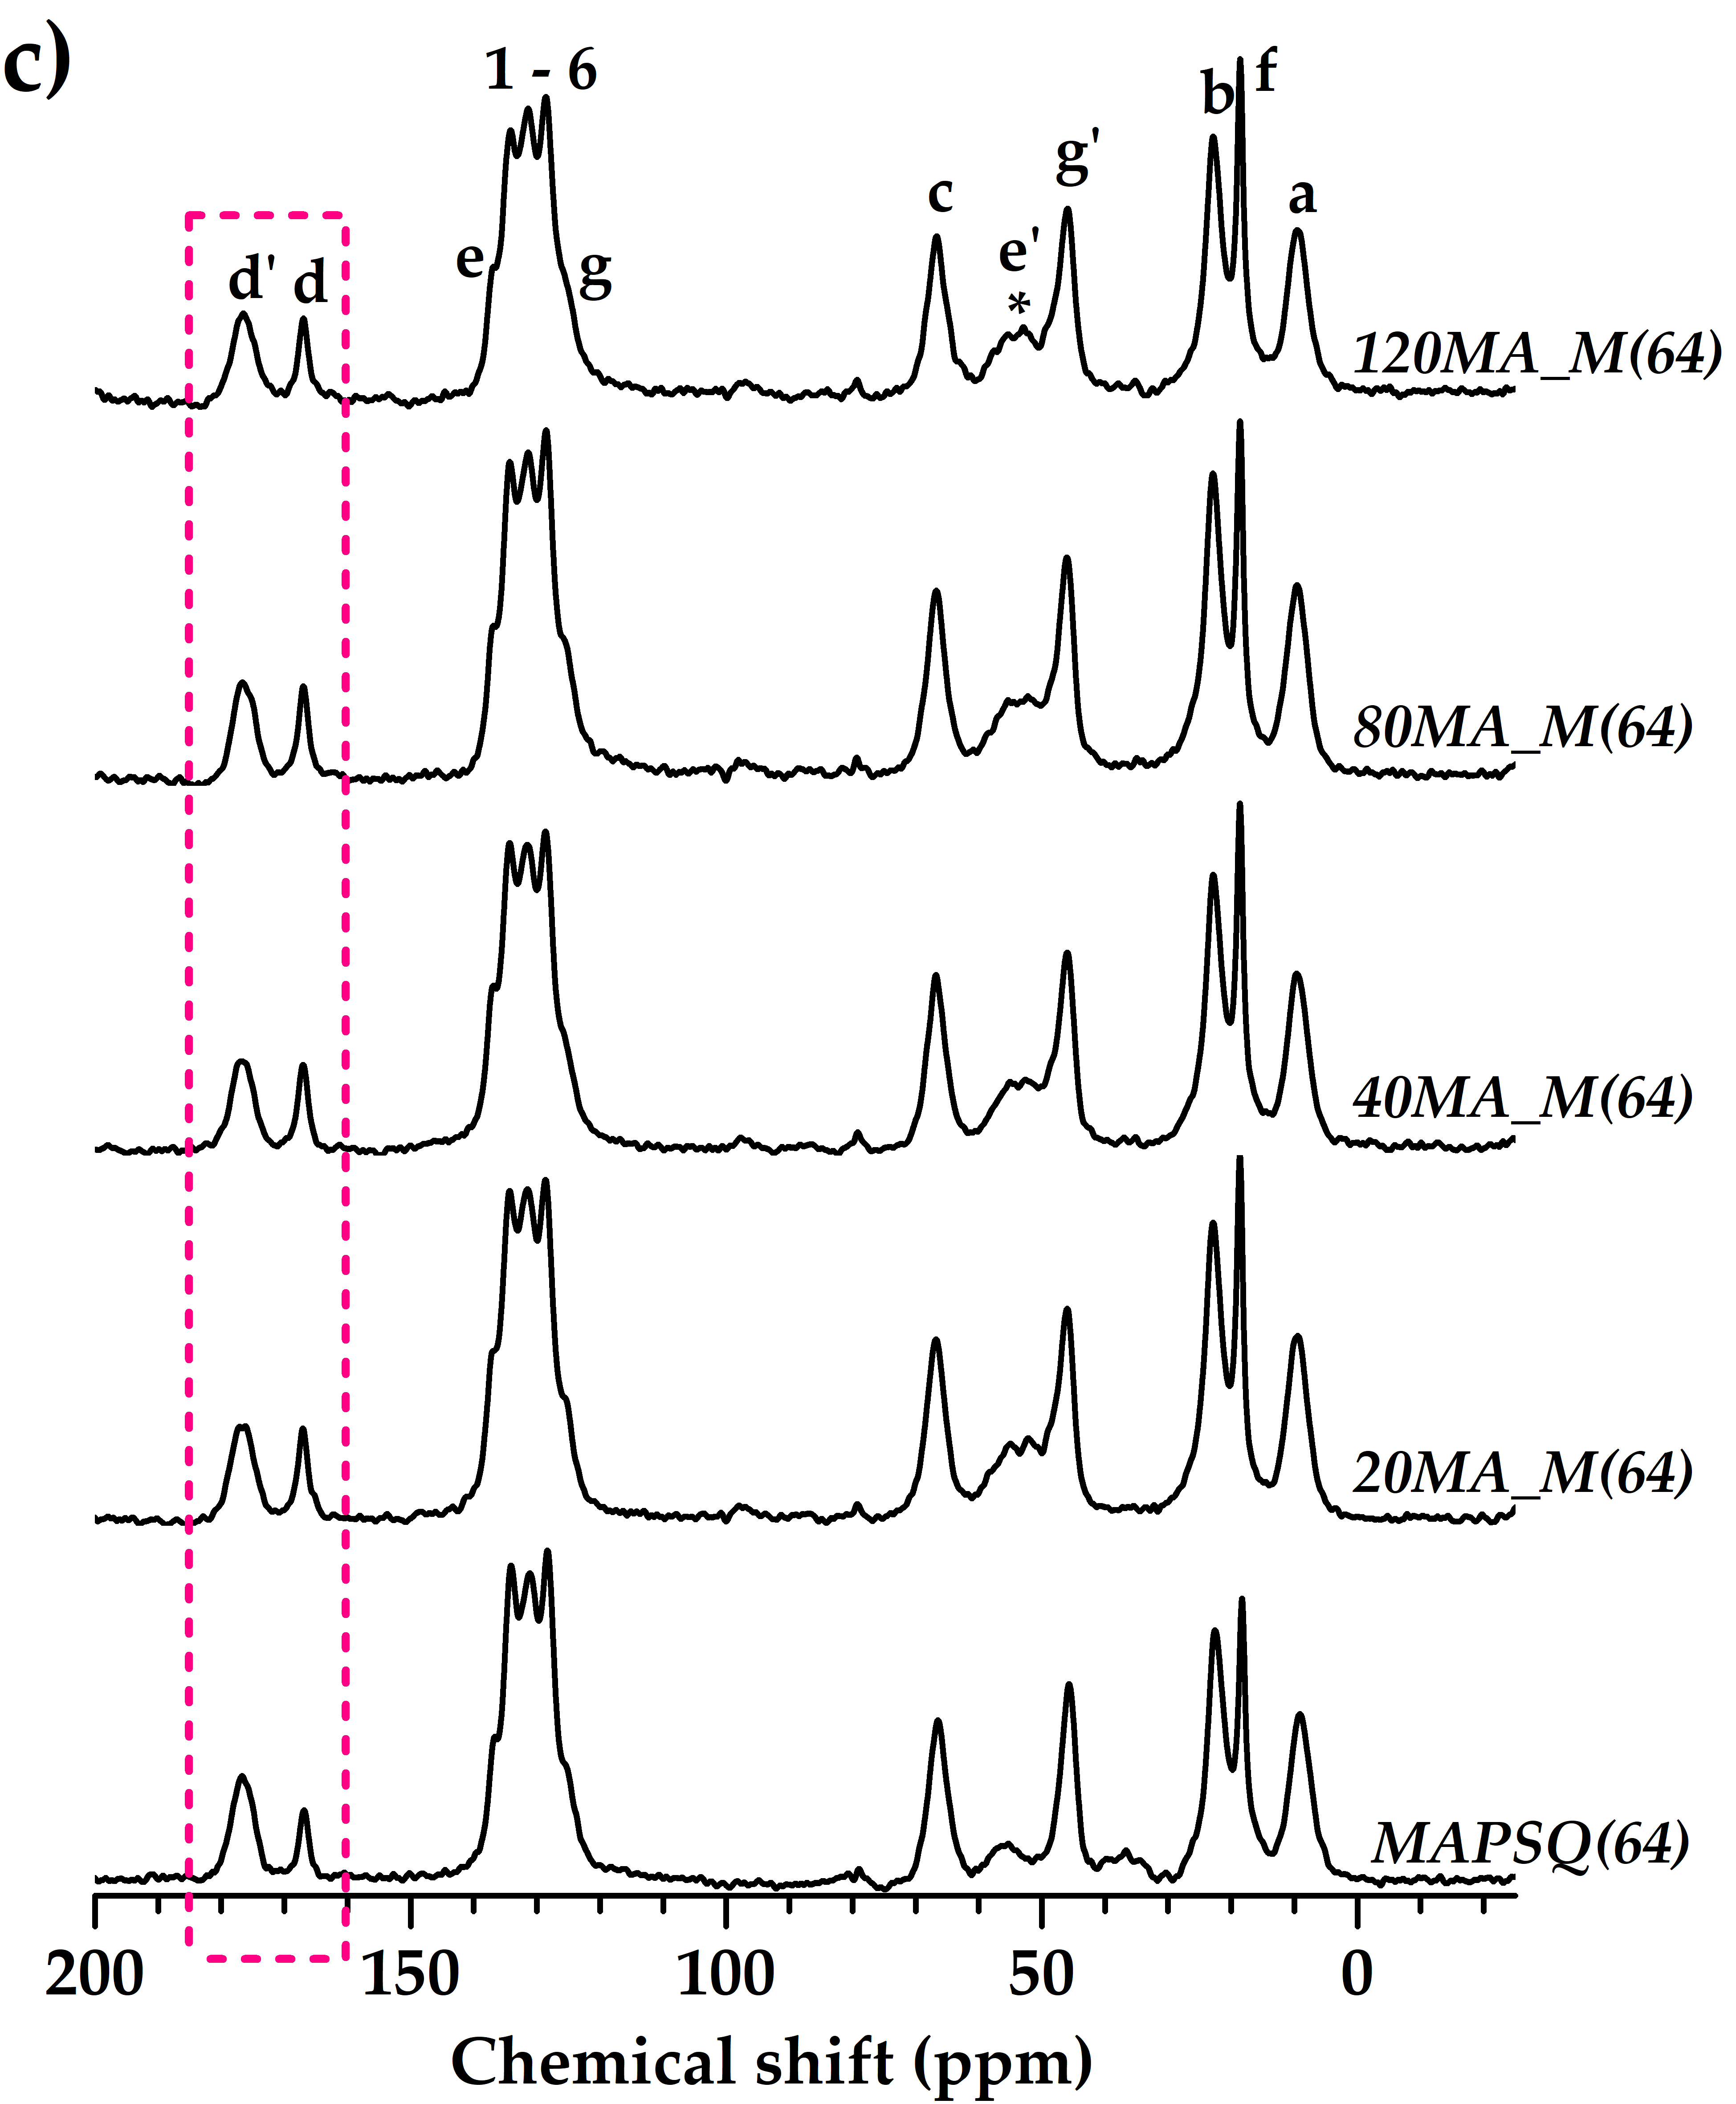 c)
1 - 6
b f
g'
c a
e'
e g
d' d
*
120MA_M(64)
80MA_M(64)
40MA_M(64)
20MA_M(64)
MAPSQ(64)
200 150 100 50 0
Chemical shift (ppm)